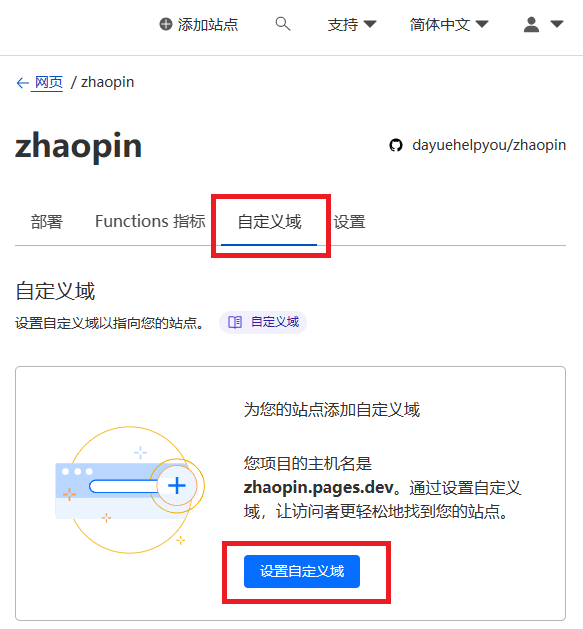 添加站点 支持 简体中文
← 网页 / zhaopin
zhaopin
dayuehelpyou/zhaopin
部署 Functions 指标 自定义域 设置
自定义域
设置自定义域以指向您的站点。 自定义域
为您的站点添加自定义域
您项目的主机名是
zhaopin.pages.dev。通过设置自定义
域，让访问者更轻松地找到您的站点。
设置自定义域